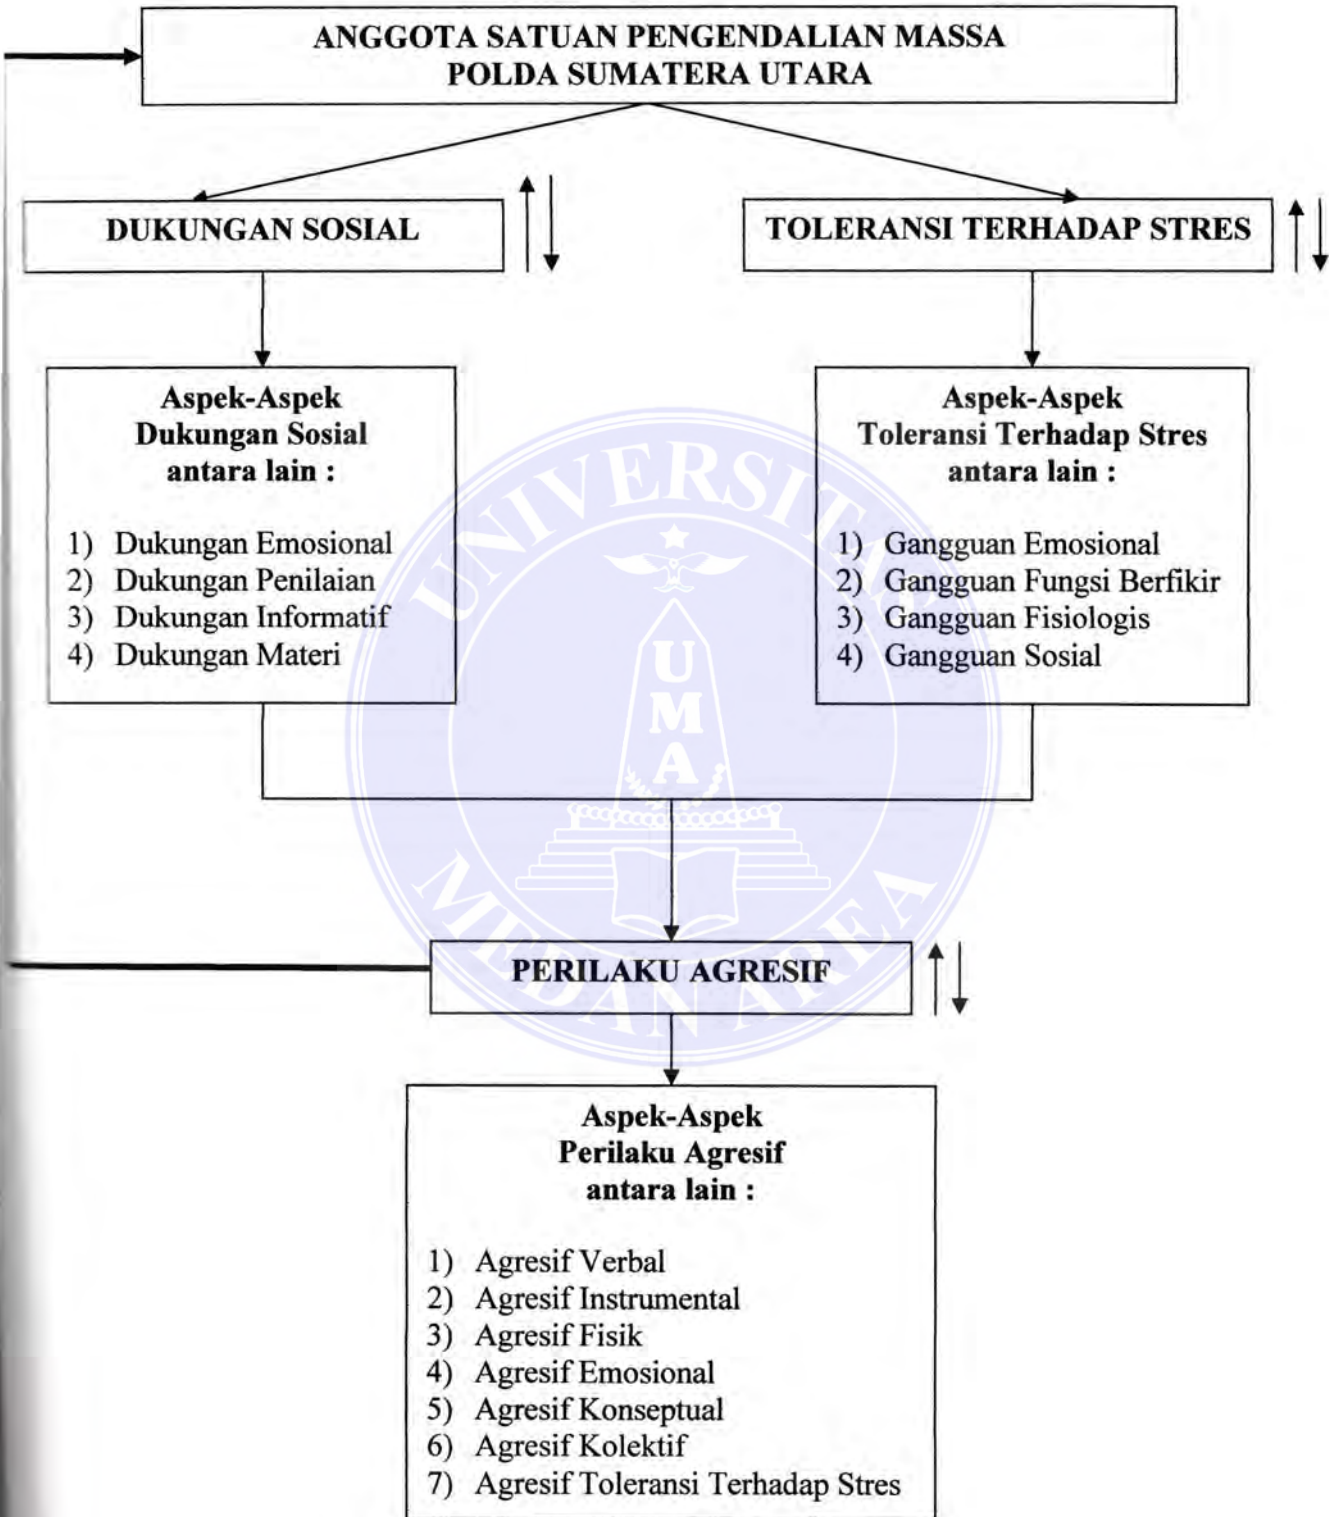 ANGGOTA SATUAN PENGENDALIAN MASSA
POLDA SUMATERA UTARA
DUKUNGAN SOSIAL
TOLERANSI TERHADAP STRES
Aspek-Aspek
Dukungan Sosial
antara lain :
1) Dukungan Emosional
2) Dukungan Penilaian
3) Dukungan Informatif
4) Dukungan Materi
Aspek-Aspek
Toleransi Terhadap Stres
antara lain :
1) Gangguan Emosional
2) Gangguan Fungsi Berfikir
3) Gangguan Fisiologis
4) Gangguan Sosial
UNIVERSITAS
UMA
MEDAN AREA
PERILAKU AGRESIF
Aspek-Aspek
Perilaku Agresif
antara lain :
1) Agresif Verbal
2) Agresif Instrumental
3) Agresif Fisik
4) Agresif Emosional
5) Agresif Konseptual
6) Agresif Kolektif
7) Agresif Toleransi Terhadap Stres